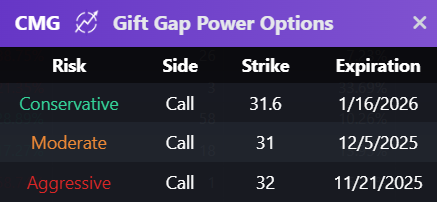 CMG Gift Gap Power Options ×
Risk Side Strike Expiration
Conservative Call 31.6 1/16/2026
Moderate Call 31 12/5/2025
Aggressive Call 32 11/21/2025